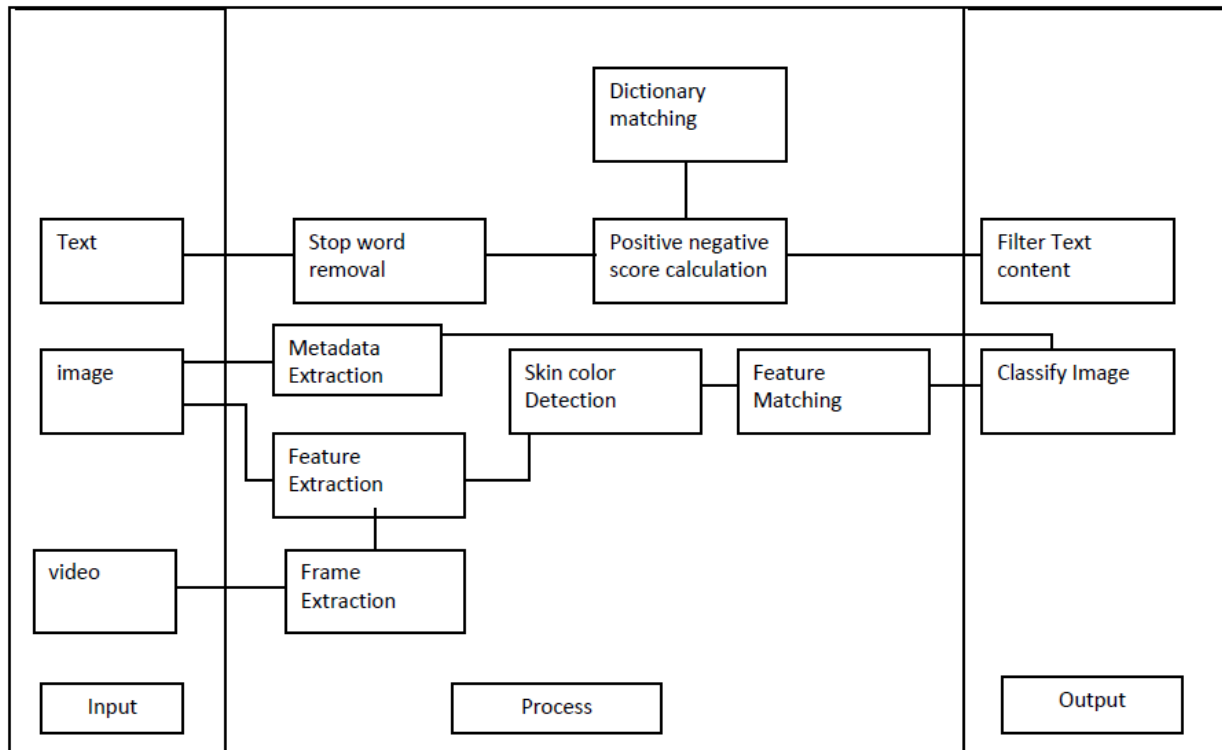 Dictionary
matching
Text
Stop word
removal
Positive negative
score calculation
Filter Text
content
image
Metadata
Extraction
Skin color
Detection
Feature
Matching
Classify Image
Feature
Extraction
video
Frame
Extraction
Input
Process
Output